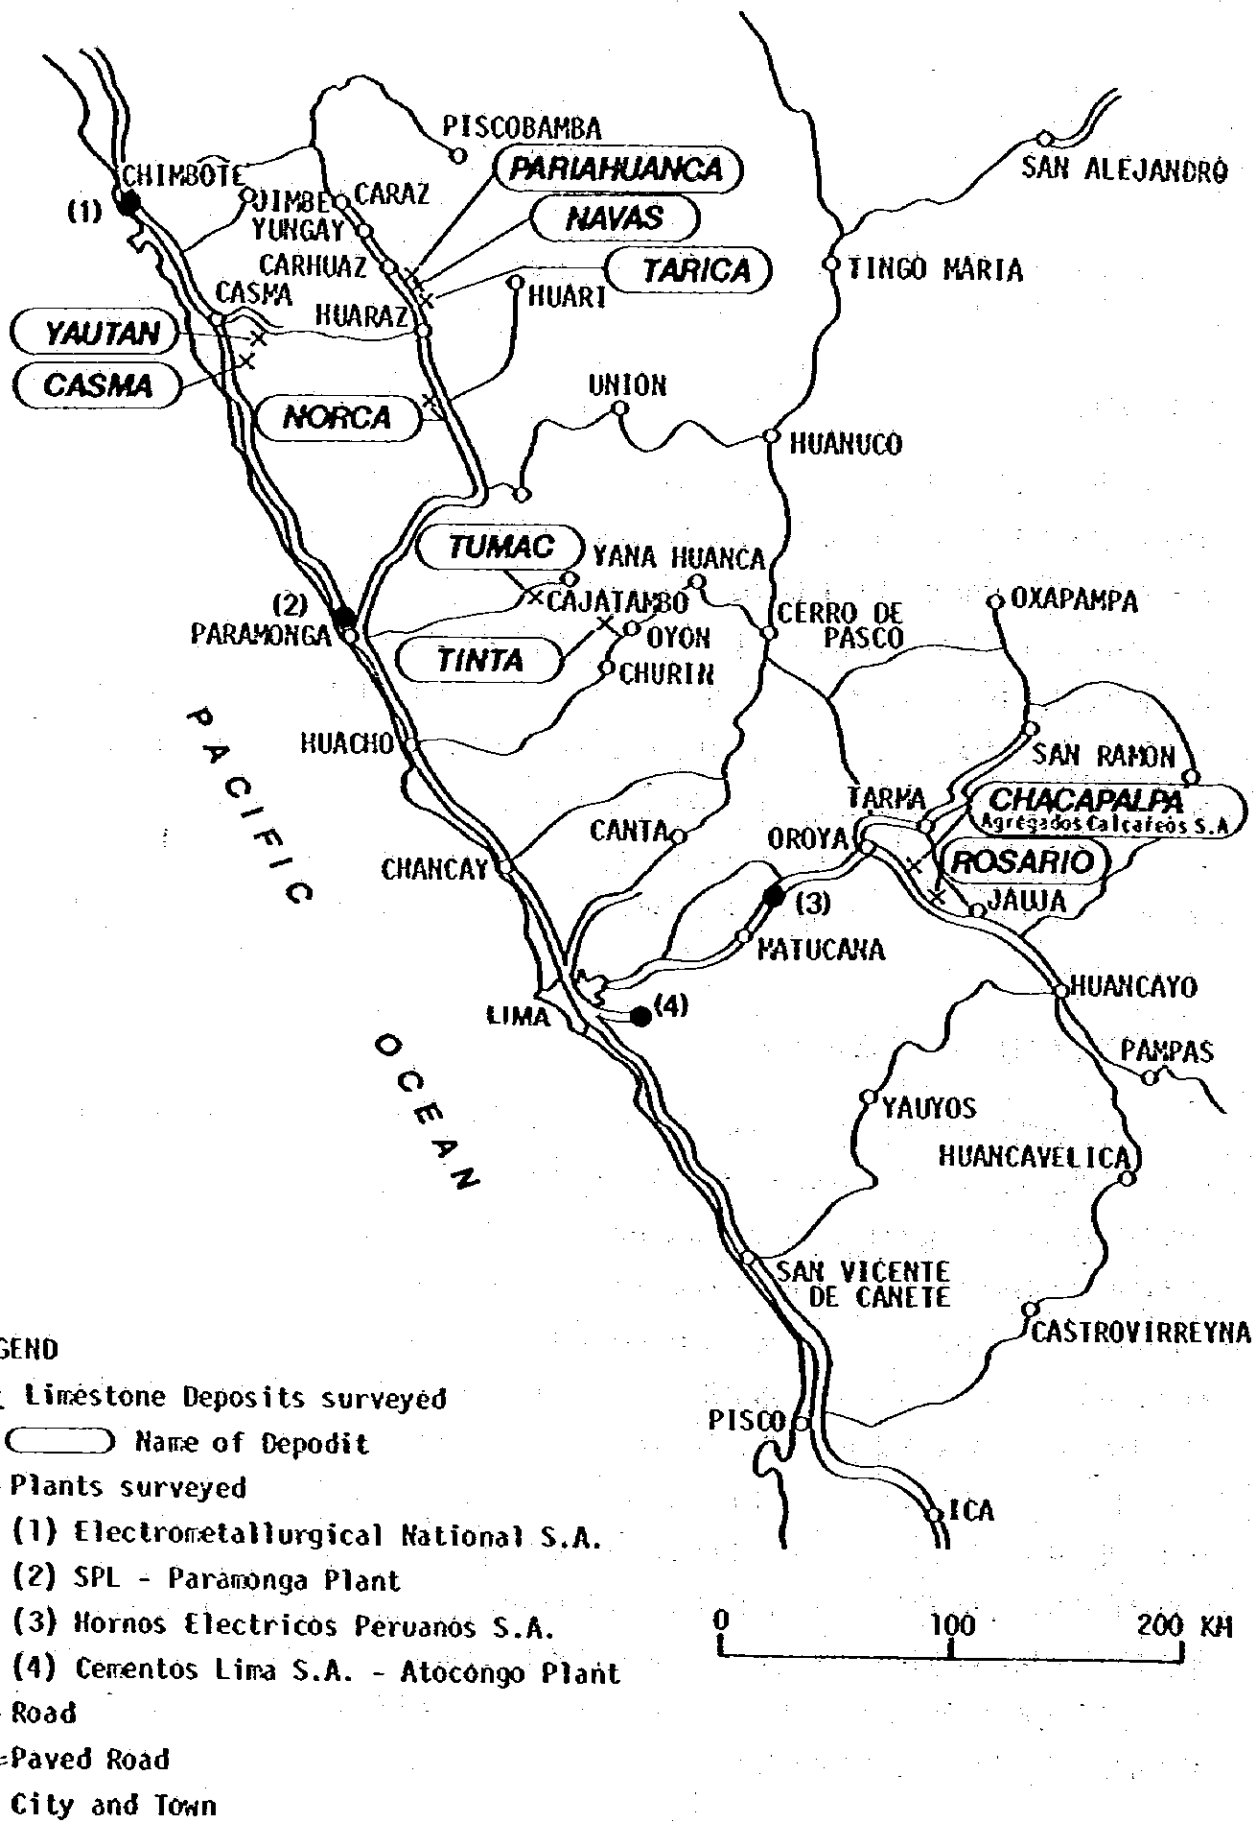 PISCOBAMBA
SAN ALEJANDRO
CHIMBOTE
PARIAHUANCA
(1)
JIMBE
CARAZ
NAVAS
YUNGAY
CARHUAZ
TARICA
TINGO MARIA
CASMA
HUARI
YAUTAN
HUARAZ
CASMA
UNION
NORCA
HUANUCO
TUMAC
YANA HUANCA
(2)
CAJATAMBO
OXAPAMPA
CERRO DE
PASCO
PARAMONGA
OYON
TINTA
CHURIN
PACIFIC
HUACHO
SAN RAMON
TARMA
CHACAPALPA
Agregados Calcareos S.A
CANTA
OROYA
CHANCAY
ROSARIO
(3)
JAUJA
MATUCANA
HUANCAYO
LIMA
(4)
OCEAN
PAMPAS
YAUYOS
HUANCAVELICA
SAN VICENTE
DE CANETE
CASTROVIRREYNA
GEND
Limestone Deposits surveyed
PISCO
Name of Depodit
Plants surveyed
ICA
(1) Electrometallurgical National S.A.
(2) SPL - Paramonga Plant
(3) Hornos Electricos Peruanos S.A.
0 100 200 KM
(4) Cementos Lima S.A. - Atocongo Plant
Road
Paved Road
City and Town